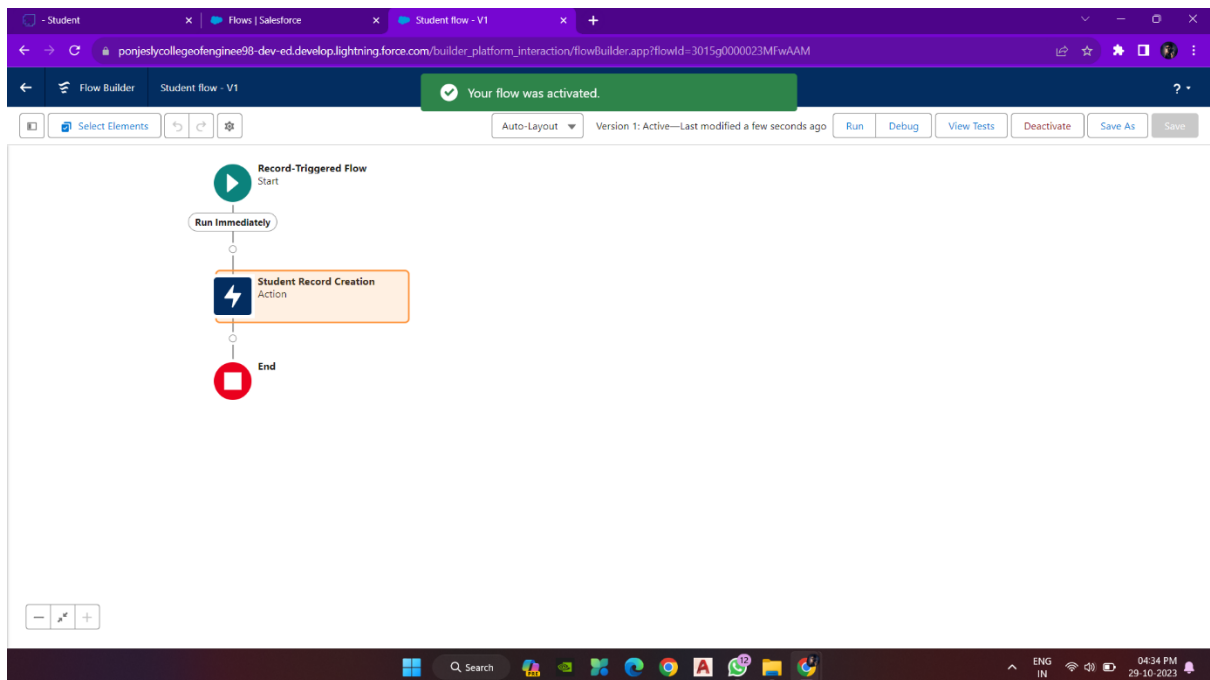 - Student
Flows | Salesforce
Student flow - V1
ponjeslycollegeofenginee98-dev-ed.develop.lightning.force.com/builder_platform_interaction/flowBuilder.app?flowId=3015g0000023MFwAAM
Flow Builder
Student flow - V1
Your flow was activated.
?
Select Elements
Auto-Layout
Version 1: Active—Last modified a few seconds ago
Run
Debug
View Tests
Deactivate
Save As
Save
Record-Triggered Flow
Start
Run Immediately
Student Record Creation
Action
End
Search
PRE
A
12
ENG
IN
04:34 PM
29-10-2023